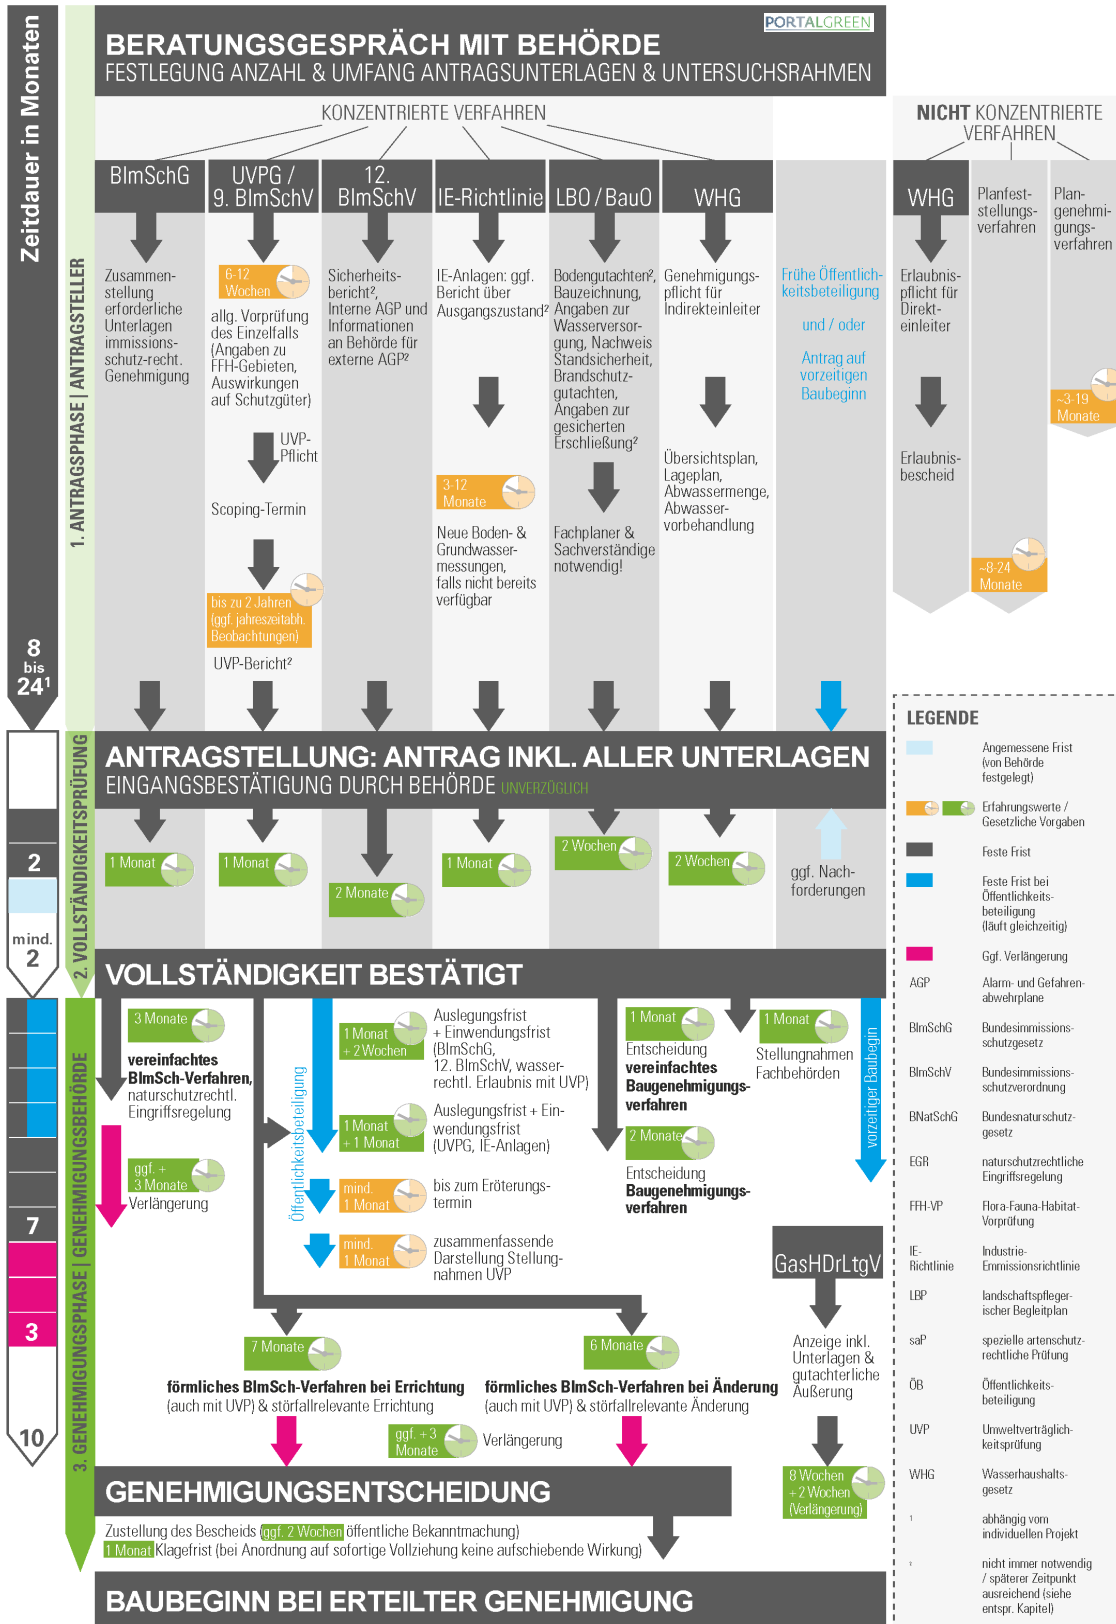 PORTALGREEN
Zeitdauer in Monaten
BERATUNGSGESPRÄCH MIT BEHÖRDE
FESTLEGUNG ANZAHL & UMFANG ANTRAGSUNTERLAGEN & UNTERSUCHSRAHMEN
1. ANTRAGSPHASE | ANTRAGSTELLER
KONZENTRIERTE VERFAHREN
NICHT KONZENTRIERTE
VERFAHREN
BImSchG
UVPG /
9. BImSchV
12.
BImSchV
IE-Richtlinie
LBO / BauO
WHG
WHG
Planfest-
stellungs-
verfahren
Plan-
genehmi-
gungs-
verfahren
Zusammen-
stellung
erforderliche
Unterlagen
immissions-
schutz-recht.
Genehmigung
6-12
Wochen
allg. Vorprüfung
des Einzelfalls
(Angaben zu
FFH-Gebieten,
Auswirkungen
auf Schutzgüter)
UVP-
Pflicht
Scoping-Termin
bis zu 2 Jahren
(ggf. jahreszeitabh.
Beobachtungen)
UVP-Bericht²
Sicherheits-
bericht²,
Interne AGP und
Informationen
an Behörde für
externe AGP²
IE-Anlagen: ggf.
Bericht über
Ausgangszustand²
3-12
Monate
Neue Boden- &
Grundwasser-
messungen,
falls nicht bereits
verfügbar
Bodengutachten²,
Bauzeichnung,
Angaben zur
Wasserversor-
gung, Nachweis
Standsicherheit,
Brandschutz-
gutachten,
Angaben zur
gesicherten
Erschließung²
Fachplaner &
Sachverständige
notwendig!
Genehmigungs-
pflicht für
Indirekteinleiter
Übersichtsplan,
Lageplan,
Abwassermenge,
Abwasser-
vorbehandlung
Frühe Öffentlich-
keitsbeteiligung
und / oder
Antrag auf
vorzeitigen
Baubeginn
Erlaubnis-
pflicht für
Direkt-
einleiter
Erlaubnis-
bescheid
~8-24
Monate
~3-19
Monate
8
bis
24¹
2. VOLLSTÄNDIGKEITSPRÜFUNG
ANTRAGSTELLUNG: ANTRAG INKL. ALLER UNTERLAGEN
EINGANGSBESTÄTIGUNG DURCH BEHÖRDE UNVERZÜGLICH
2
mind.
2
1 Monat
1 Monat
2 Monate
1 Monat
2 Wochen
2 Wochen
ggf. Nach-
forderungen
VOLLSTÄNDIGKEIT BESTÄTIGT
3. GENEHMIGUNGSPHASE | GENEHMIGUNGSBEHÖRDE
7
3
10
3 Monate
vereinfachtes
BImSch-Verfahren,
naturschutzrechtl.
Eingriffsregelung
ggf. +
3 Monate
Verlängerung
Öffentlichkeitsbeteiligung
1 Monat
+ 2 Wochen
Auslegungsfrist
+ Einwendungsfrist
(BImSchG,
12. BImSchV, wasser-
rechtl. Erlaubnis mit UVP)
1 Monat
+ 1 Monat
Auslegungsfrist + Ein-
wendungsfrist
(UVPG, IE-Anlagen)
mind.
1 Monat
bis zum Eröterungs-
termin
mind.
1 Monat
zusammenfassende
Darstellung Stellung-
nahmen UVP
1 Monat
Entscheidung
vereinfachtes
Baugenehmigungs-
verfahren
2 Monate
Entscheidung
Baugenehmigungs-
verfahren
1 Monat
Stellungnahmen
Fachbehörden
vorzeitiger Baubegin
GasHDrLtgV
Anzeige inkl.
Unterlagen &
gutachterliche
Äußerung
8 Wochen
+ 2 Wochen
(Verlängerung)
7 Monate
förmliches BImSch-Verfahren bei Errichtung
(auch mit UVP) & störfallrelevante Errichtung
6 Monate
förmliches BImSch-Verfahren bei Änderung
(auch mit UVP) & störfallrelevante Änderung
ggf. + 3
Monate
Verlängerung
GENEHMIGUNGSENTSCHEIDUNG
Zustellung des Bescheids (ggf. 2 Wochen öffentliche Bekanntmachung)
1 Monat Klagefrist (bei Anordnung auf sofortige Vollziehung keine aufschiebende Wirkung)
BAUBEGINN BEI ERTEILTER GENEHMIGUNG
LEGENDE
Angemessene Frist
(von Behörde
festgelegt)
Erfahrungswerte /
Gesetzliche Vorgaben
Feste Frist
Feste Frist bei
Öffentlichkeits-
beteiligung
(läuft gleichzeitig)
Ggf. Verlängerung
AGP Alarm- und Gefahren-
abwehrplane
BImSchG Bundesimmissions-
schutzgesetz
BImSchV Bundesimmissions-
schutzverordnung
BNatSchG Bundesnaturschutz-
gesetz
EGR naturschutzrechtliche
Eingriffsregelung
FFH-VP Flora-Fauna-Habitat-
Vorprüfung
IE- Industrie-
Richtlinie Emmissionsrichtlinie
LBP landschaftspfleger-
ischer Begleitplan
saP spezielle artenschutz-
rechtliche Prüfung
ÖB Öffentlichkeits-
beteiligung
UVP Umweltverträglich-
keitsprüfung
WHG Wasserhaushalts-
gesetz
¹ abhängig vom
individuellen Projekt
¹ nicht immer notwendig
/ späterer Zeitpunkt
ausreichend (siehe
entspr. Kapitel)